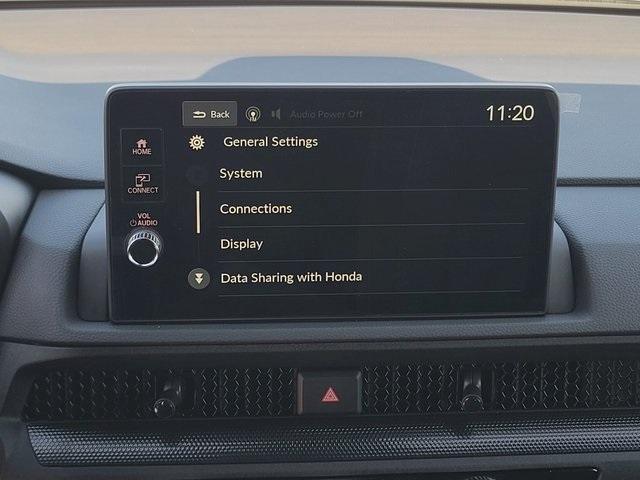 Back
Audio Power Off
11:20
HOME
General Settings
System
CONNECT
Connections
VOL
AUDIO
Display
Data Sharing with Honda